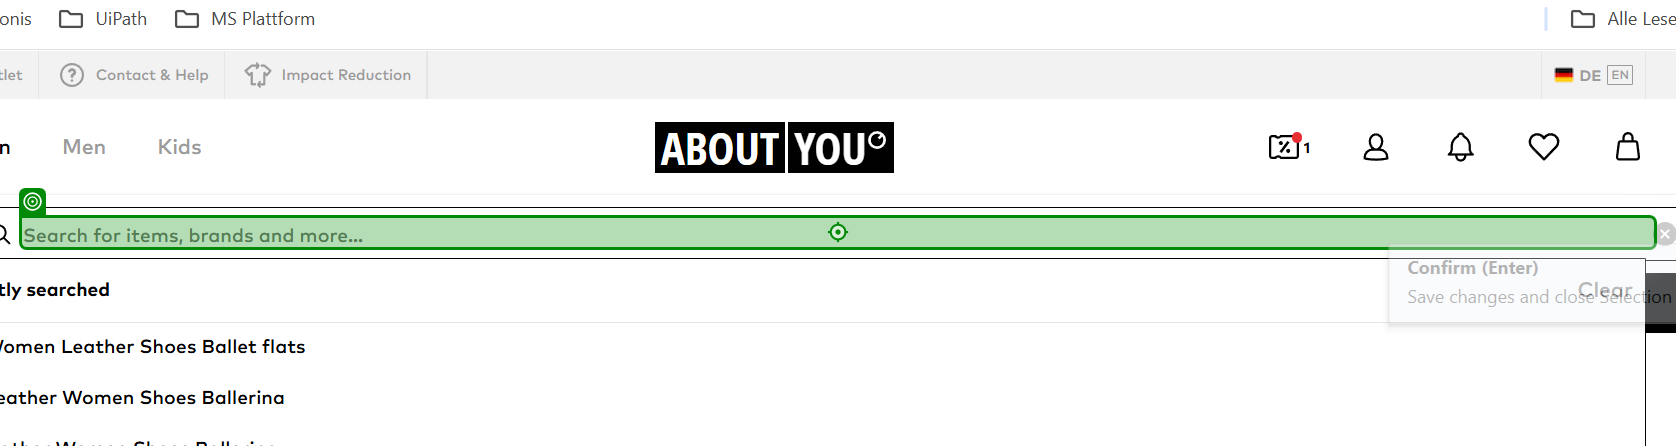 onis UiPath MS Plattform Alle Lese
tlet Contact & Help Impact Reduction DE EN
n Men Kids ABOUT YOU 1
Search for items, brands and more...
Confirm (Enter)
tly searched Clear
Save changes and close Selection
omen Leather Shoes Ballet flats
eather Women Shoes Ballerina